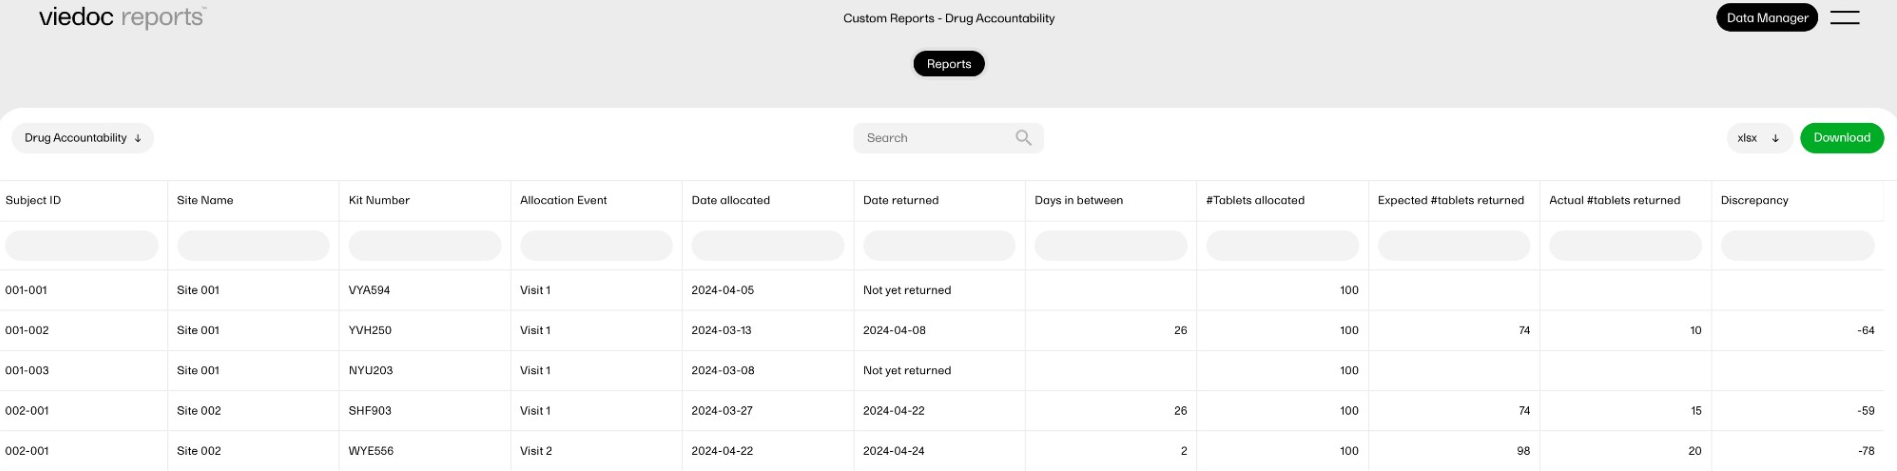 viedoc reports™
Custom Reports - Drug Accountability
Data Manager
Reports
Drug Accountability ↓
Search
xlsx ↓
Download
Subject ID Site Name Kit Number Allocation Event Date allocated Date returned Days in between #Tablets allocated Expected #tablets returned Actual #tablets returned Discrepancy
001-001 Site 001 VYA594 Visit 1 2024-04-05 Not yet returned 100
001-002 Site 001 YVH250 Visit 1 2024-03-13 2024-04-08 26 100 74 10 -64
001-003 Site 001 NYU203 Visit 1 2024-03-08 Not yet returned 100
002-001 Site 002 SHF903 Visit 1 2024-03-27 2024-04-22 26 100 74 15 -59
002-001 Site 002 WYE556 Visit 2 2024-04-22 2024-04-24 2 100 98 20 -78